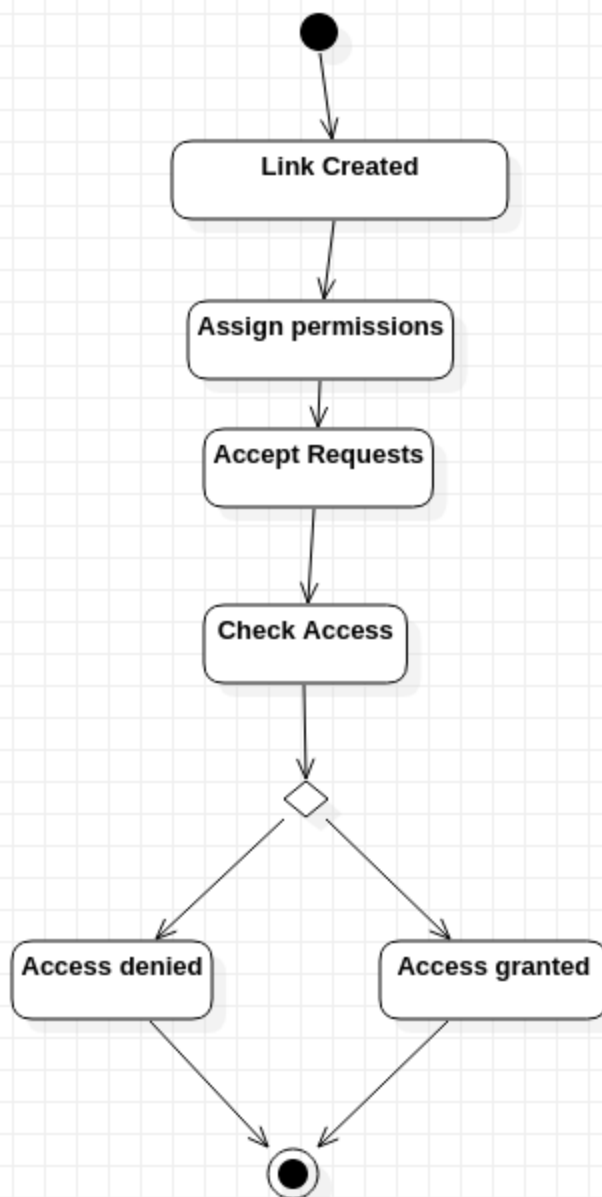 Link Created
Assign permissions
Accept Requests
Check Access
Access denied
Access granted